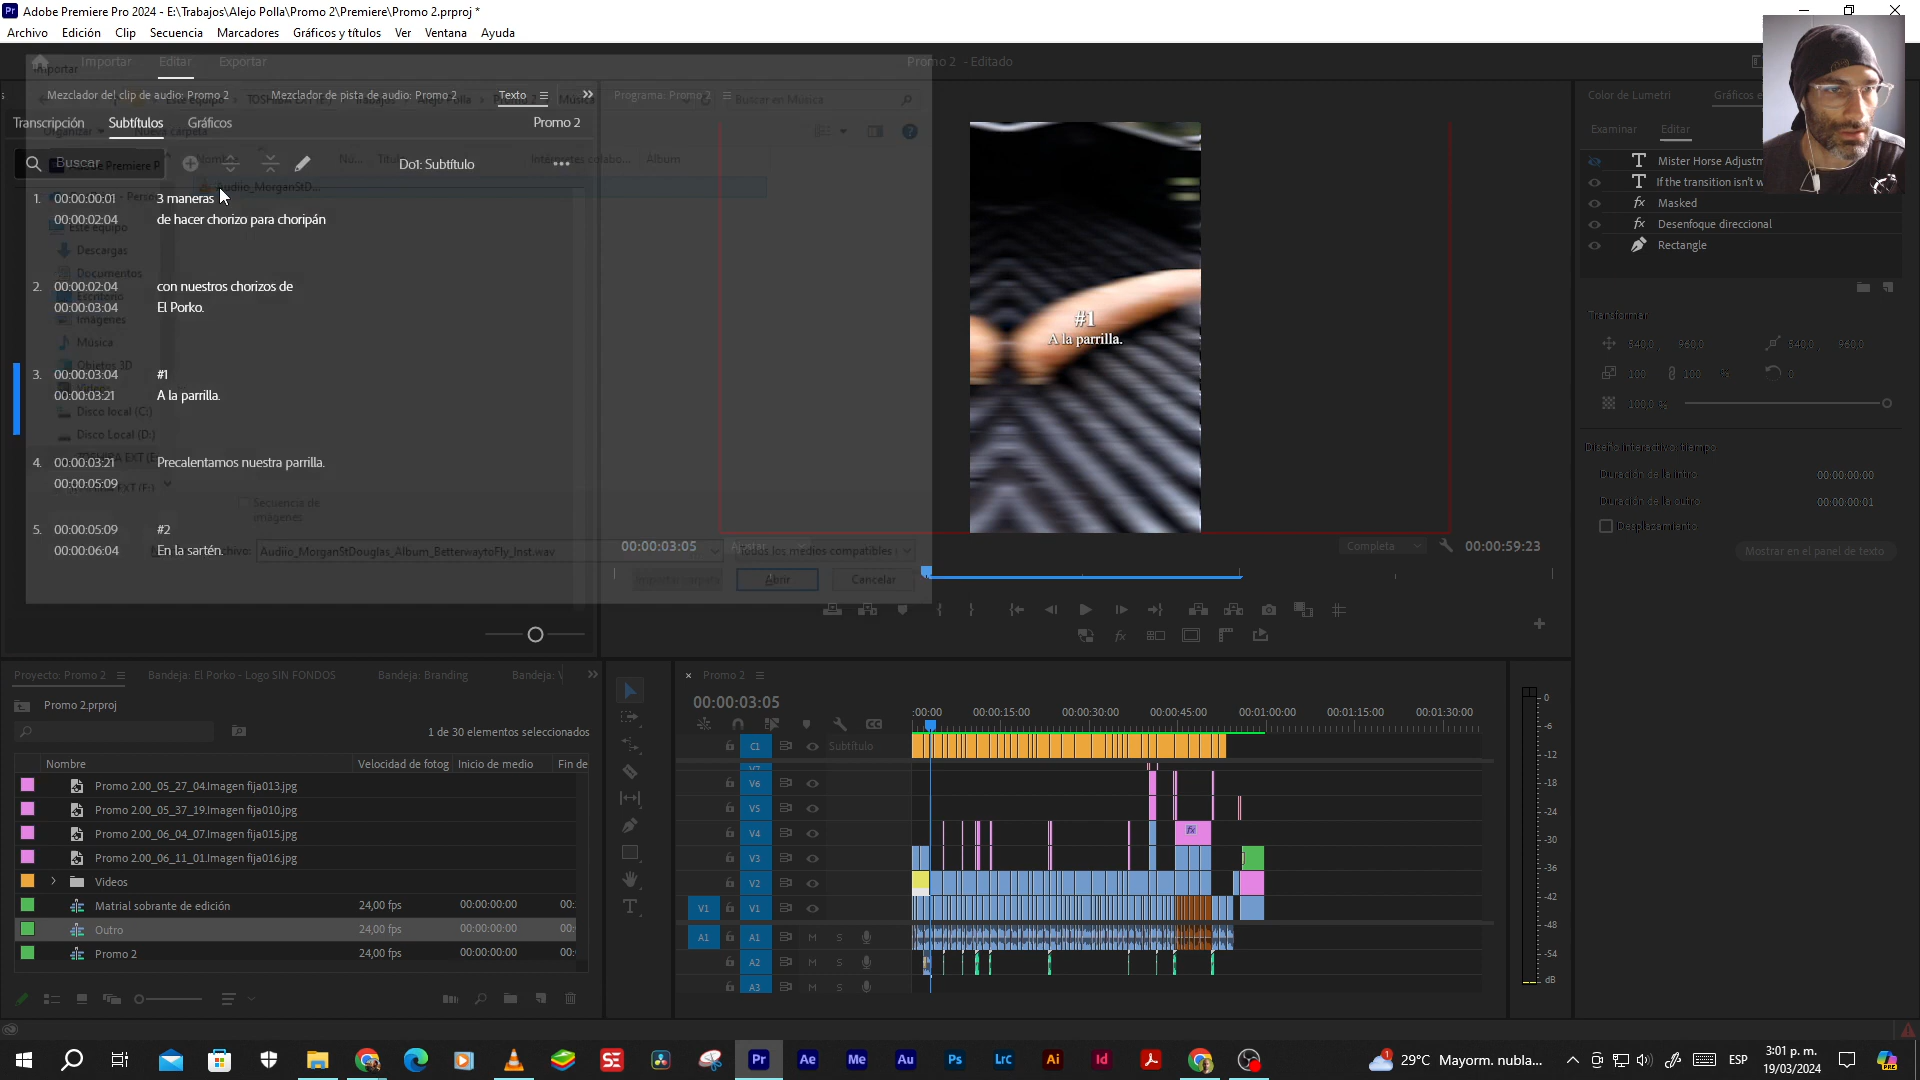 Adobe Premiere Pro 2024 - E:\Trabajos\Alejo Polla\Promo 2\Premiere\Promo 2.prproj *
Archivo Edición Clip Secuencia Marcadores Gráficos y títulos Ver Ventana Ayuda
Importar Editar Exportar
Importar
Promo 2 - Editado
Mezclador del clip de audio: Promo 2
Mezclador de pista de audio: Promo 2
Texto
Programa: Promo 2
Buscar en Música
Color de Lumetri
Transcripción Subtítulos Gráficos
Promo 2
Examinar Editar
Buscar
Do1: Subtítulo
Album
Audiio_MorganStD...
1. 00:00:00:01 3 maneras
00:00:02:04 de hacer chorizo para choripán
Este equipo
Descargas
Documentos
2. 00:00:02:04 con nuestros chorizos de
00:00:03:04 El Porko.
Imágenes
Música
Objetos 3D
3. 00:00:03:04 #1
00:00:03:21 A la parrilla.
Disco local (C:)
Disco Local (D:)
4. 00:00:03:21 Precalentamos nuestra parrilla.
00:00:05:09
Secuencia de
imágenes
5. 00:00:05:09 #2
00:00:06:04 En la sartén.
Audiio_MorganStDouglas_Album_BetterwaytoFly_Inst.wav
Todos los medios compatibles
Importar carpeta Abrir Cancelar
#1
A la parrilla.
00:00:03:05
Completa
00:00:59:23
Mister Horse Adjustm
If the transition isn't w
Masked
Desenfoque direccional
Rectangle
Transformar
540,0 960,0 540,0 960,0
100 100 % 0
100,0 %
Diseño interactivo: tiempo
Duración de la intro 00:00:00:00
Duración de la outro 00:00:00:01
Desplazamiento
Mostrar en el panel de texto
Proyecto: Promo 2
Bandeja: El Porko - Logo SIN FONDOS
Bandeja: Branding
Bandeja: \
Promo 2.prproj
1 de 30 elementos seleccionados
Nombre Velocidad de fotog Inicio de medio Fin de
Promo 2.00_05_27_04.Imagen fija013.jpg
Promo 2.00_05_37_19.Imagen fija010.jpg
Promo 2.00_06_04_07.Imagen fija015.jpg
Promo 2.00_06_11_01.Imagen fija016.jpg
Videos
Matrial sobrante de edición 24,00 fps 00:00:00:00 00:
Outro 24,00 fps 00:00:00:00 00:
Promo 2 24,00 fps 00:00:00:00 00:
Promo 2
00:00:03:05
:00:00 00:00:15:00 00:00:30:00 00:00:45:00 00:01:00:00 00:01:15:00 00:01:30:00
C1 Subtítulo
V6
V5
V4
V3
V2
V1 V1
A1 A1 M S
A2 M S
A3 M S
0
-6
-12
-18
-24
-30
-36
-42
-48
-54
dB
29°C Mayorm. nubla...
ESP
3:01 p. m.
19/03/2024